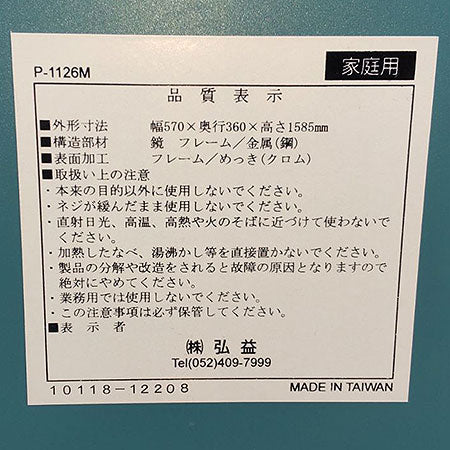 P-1126M 家庭用
品質表示
■外形寸法 幅570×奥行360×高さ1585mm
■構造部材 鏡 フレーム／金属(鋼)
■表面加工 フレーム／めっき(クロム)
■取扱い上の注意
・本来の目的以外に使用しないでください。
・ネジが緩んだまま使用しないでください。
・直射日光、高温、高熱や火のそばに近づけて使わないで
ください。
・加熱したなべ、湯沸かし等を直接置かないでください。
・製品の分解や改造をされると故障の原因となりますので
絶対にやめてください。
・業務用では使用しないでください。
・この注意事項は必ず保管してください。
■表示者
㈱弘益
Tel(052)409-7999
10118-12208 MADE IN TAIWAN